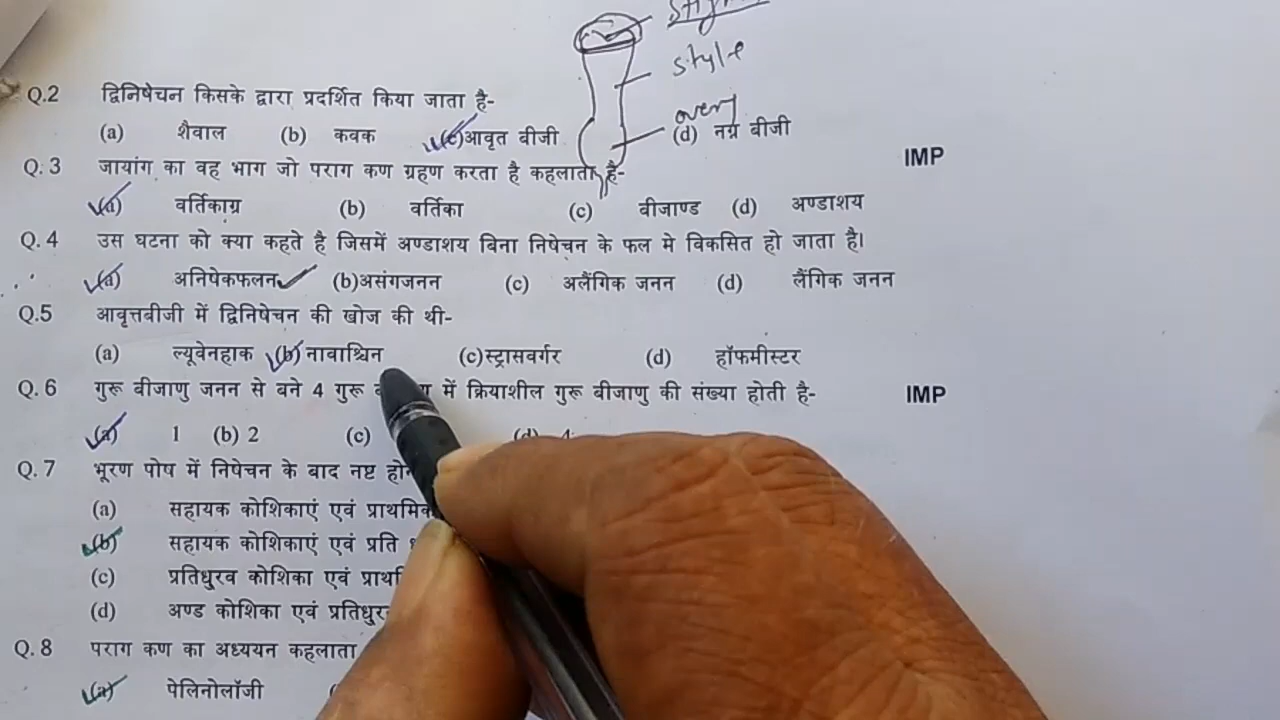 style
Q.2 द्विनिषेचन किसके द्वारा प्रदर्शित किया जाता है-
(a) शैवाल (b) कवक (c)आवृत बीजी (d) नग्न बीजी
Q. 3 जायांग का वह भाग जो पराग कण ग्रहण करता है कहलाता है- IMP
(a) वर्तिकाग्र (b) वर्तिका (c) बीजाण्ड (d) अण्डाशय
Q. 4 उस घटना को क्या कहते है जिसमें अण्डाशय बिना निषेचन के फल मे विकसित हो जाता है।
(a) अनिषेकफलन (b)असंगजनन (c) अलैंगिक जनन (d) लैंगिक जनन
Q.5 आवृत्तबीजी में द्विनिषेचन की खोज की थी-
(a) ल्यूवेनहाक (b) नावाश्चिन (c)स्ट्रासवर्गर (d) हॉफमीस्टर
Q. 6 गुरू बीजाणु जनन से बने 4 गुरू में क्रियाशील गुरू बीजाणु की संख्या होती है- IMP
(a) 1 (b) 2 (c) (d) 4
Q. 7 भूरण पोष में निषेचन के बाद नष्ट
(a) सहायक कोशिकाएं एवं प्राथमिक
(b) सहायक कोशिकाएं एवं प्रति
(c) प्रतिधुरव कोशिका एवं
(d) अण्ड कोशिका एवं
Q. 8 पराग कण का अध्ययन कहलाता
(a) पेलिनोलॉजी